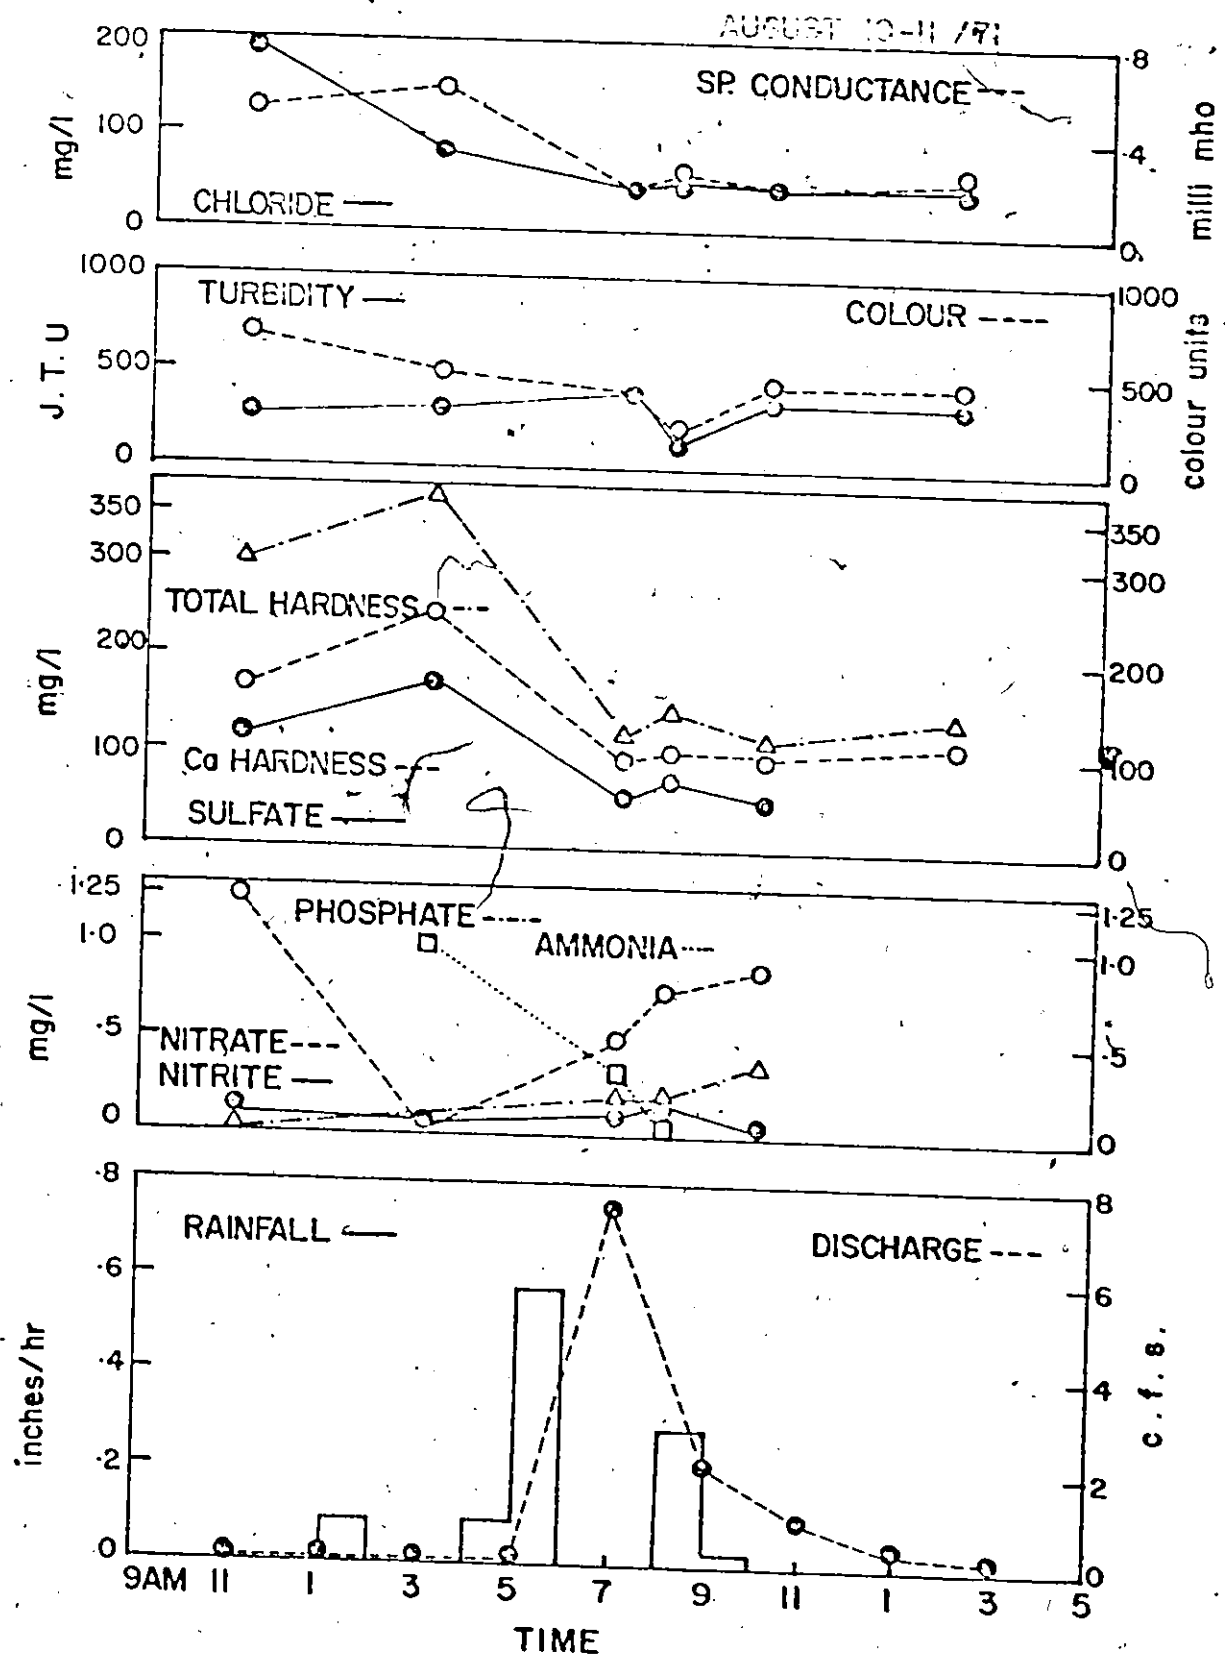 AUGUST 10-11 /71
200
100
0
mg/l
SP. CONDUCTANCE ---
CHLORIDE —
·8
·4
0
milli mho
1000
500
0
J. T. U
TURBIDITY —
COLOUR ----
1000
500
0
colour units
350
300
200
100
0
mg/l
TOTAL HARDNESS -·-
Ca HARDNESS ---
SULFATE —
350
300
200
100
0
1·25
1·0
·5
0
mg/l
PHOSPHATE -·-·-
AMMONIA ····
NITRATE ---
NITRITE —
1·25
1·0
·5
0
·8
·6
·4
·2
·0
inches/hr
RAINFALL —
DISCHARGE ---
8
6
4
2
0
c. f. s.
9AM 11 1 3 5 7 9 11 1 3 5
TIME